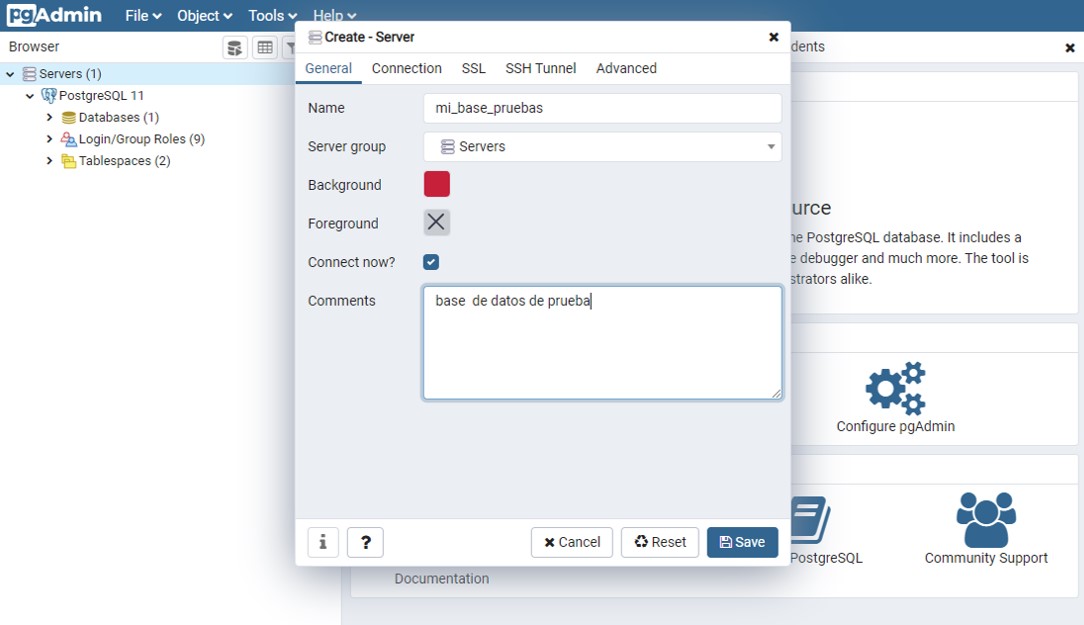 pgAdmin File Object Tools Help
Browser
Create - Server
dents
General Connection SSL SSH Tunnel Advanced
Servers (1)
PostgreSQL 11
Databases (1)
Login/Group Roles (9)
Tablespaces (2)
Name mi_base_pruebas
Server group Servers
Background
Foreground
Connect now?
Comments base  de datos de prueba
urce
ne PostgreSQL database. It includes a
e debugger and much more. The tool is
strators alike.
Configure pgAdmin
i ? Cancel Reset Save
PostgreSQL Community Support
Documentation